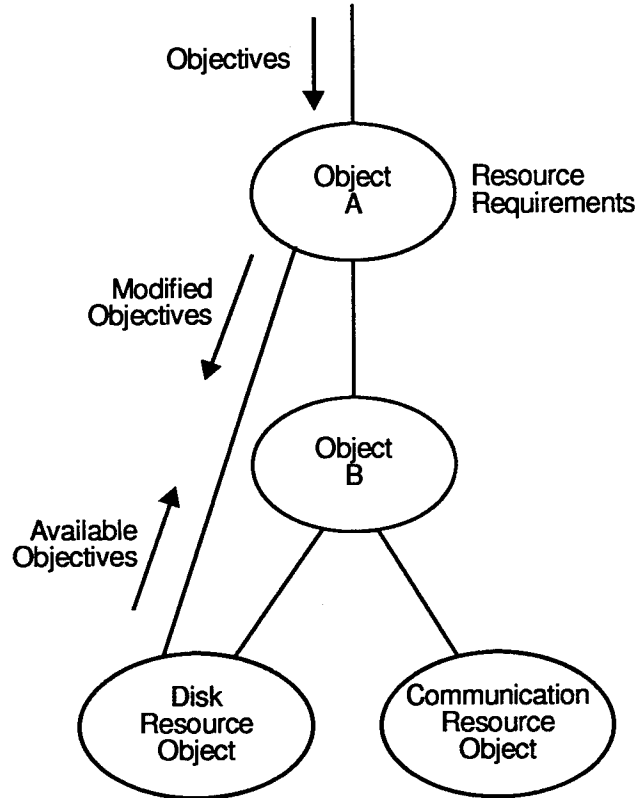 Objectives
Object
A
Resource
Requirements
Modified
Objectives
Object
B
Available
Objectives
Disk
Resource
Object
Communication
Resource
Object